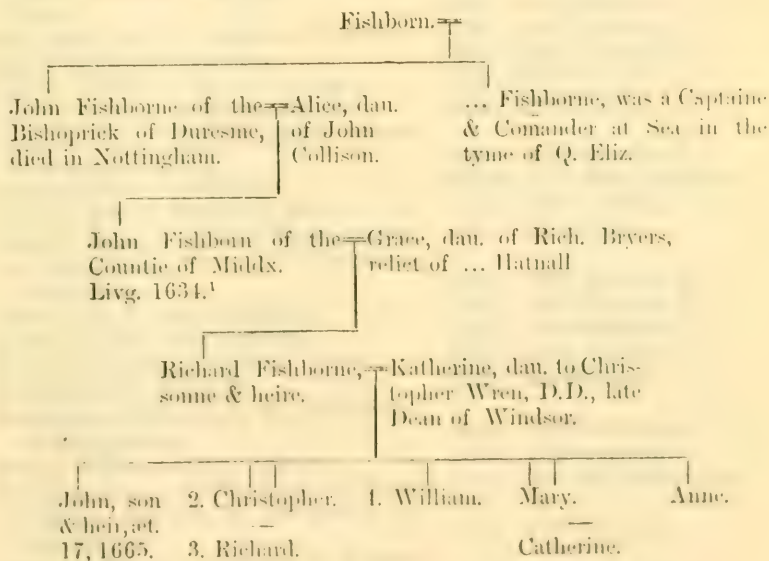 Fishborn.
John Fishborne of the
Bishoprick of Duresme,
died in Nottingham.
Alice, dau.
of John
Collison.
... Fishborne, was a Captaine
& Comander at Sea in the
tyme of Q. Eliz.
John Fishborn of the
Countie of Middx.
Livg. 1634.¹
Grace, dau. of Rich. Bryers,
relict of ... Hatnall
Richard Fishborne,
sonne & heire.
Katherine, dau. to Chris-
topher Wren, D.D., late
Dean of Windsor.
John, son
& heir, æt.
17, 1665.
2. Christopher.
—
3. Richard.
4. William.
Mary.
—
Catherine.
Anne.